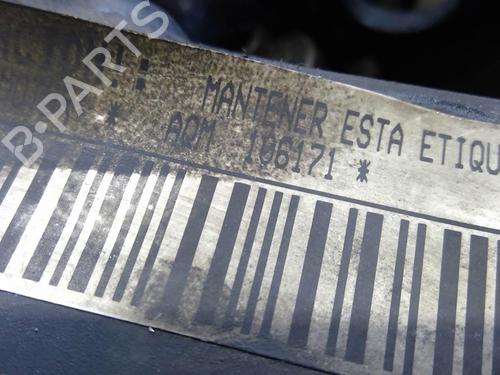 MANTENER ESTA ETIQU
* AQM 106171 *
B-PARTS